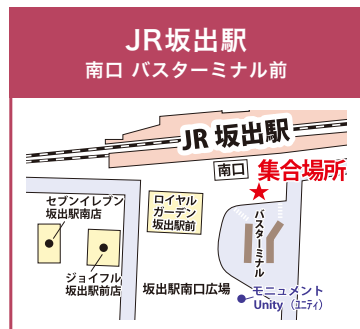 JR坂出駅
南口 バスターミナル前
JR 坂出駅
南口
集合場所
セブンイレブン
坂出駅南店
ロイヤル
ガーデン
坂出駅前
バスターミナル
ジョイフル
坂出駅前店
坂出駅南口広場
モニュメント
Unity（ユニティ）